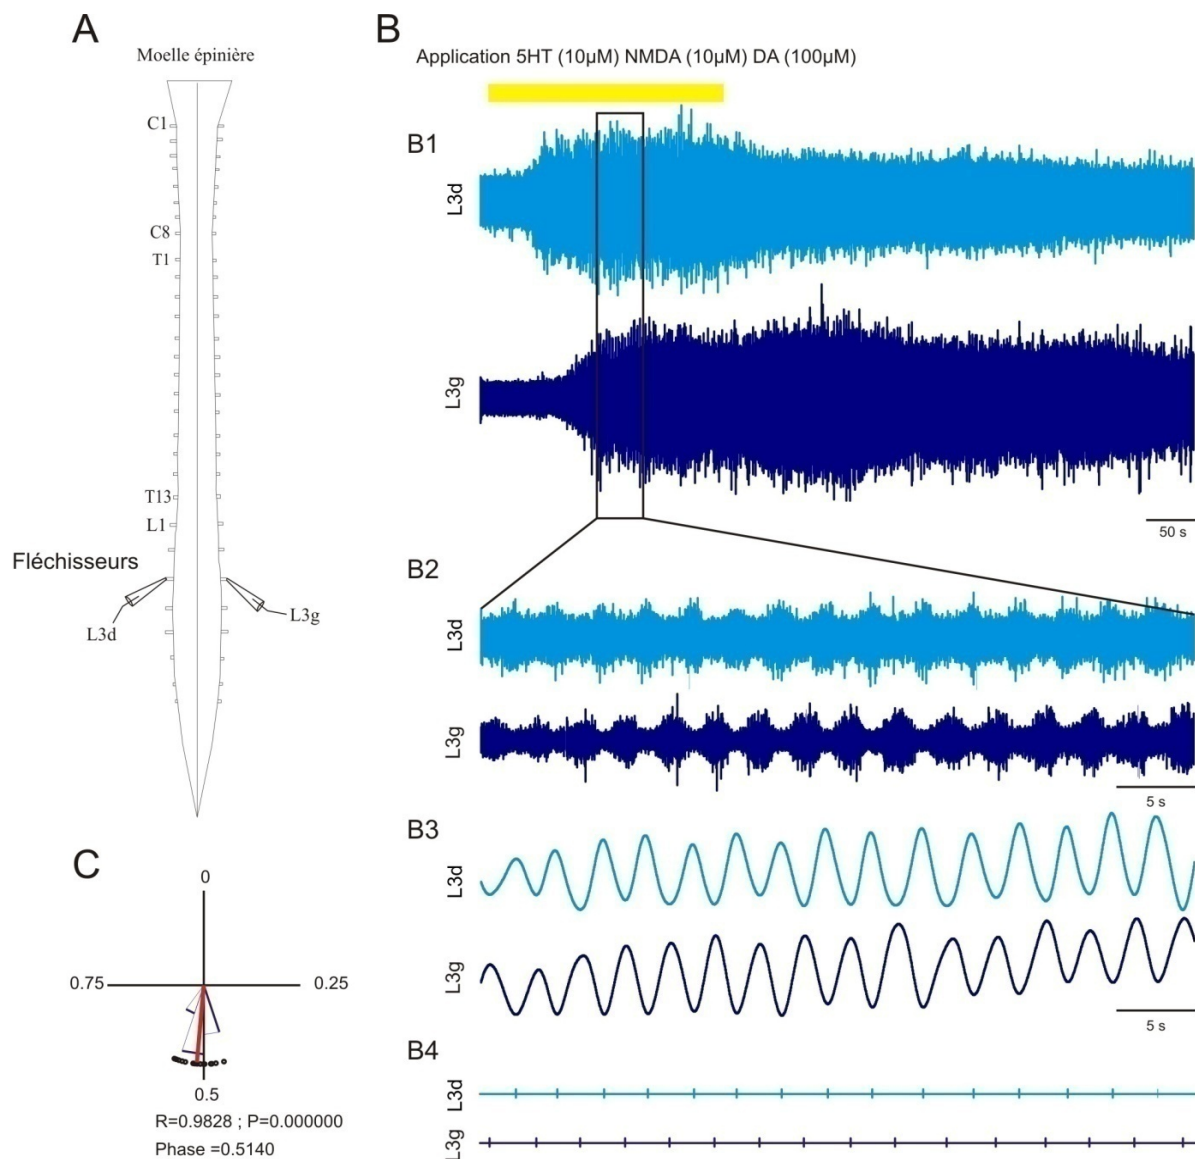 A
Moelle épinière
C1
C8
T1
T13
L1
Fléchisseurs
L3d
L3g
B
Application 5HT (10µM) NMDA (10µM) DA (100µM)
B1
L3d
L3g
50 s
B2
L3d
L3g
5 s
B3
L3d
L3g
5 s
B4
L3d
L3g
C
0
0.75
0.25
0.5
R=0.9828 ; P=0.000000
Phase =0.5140